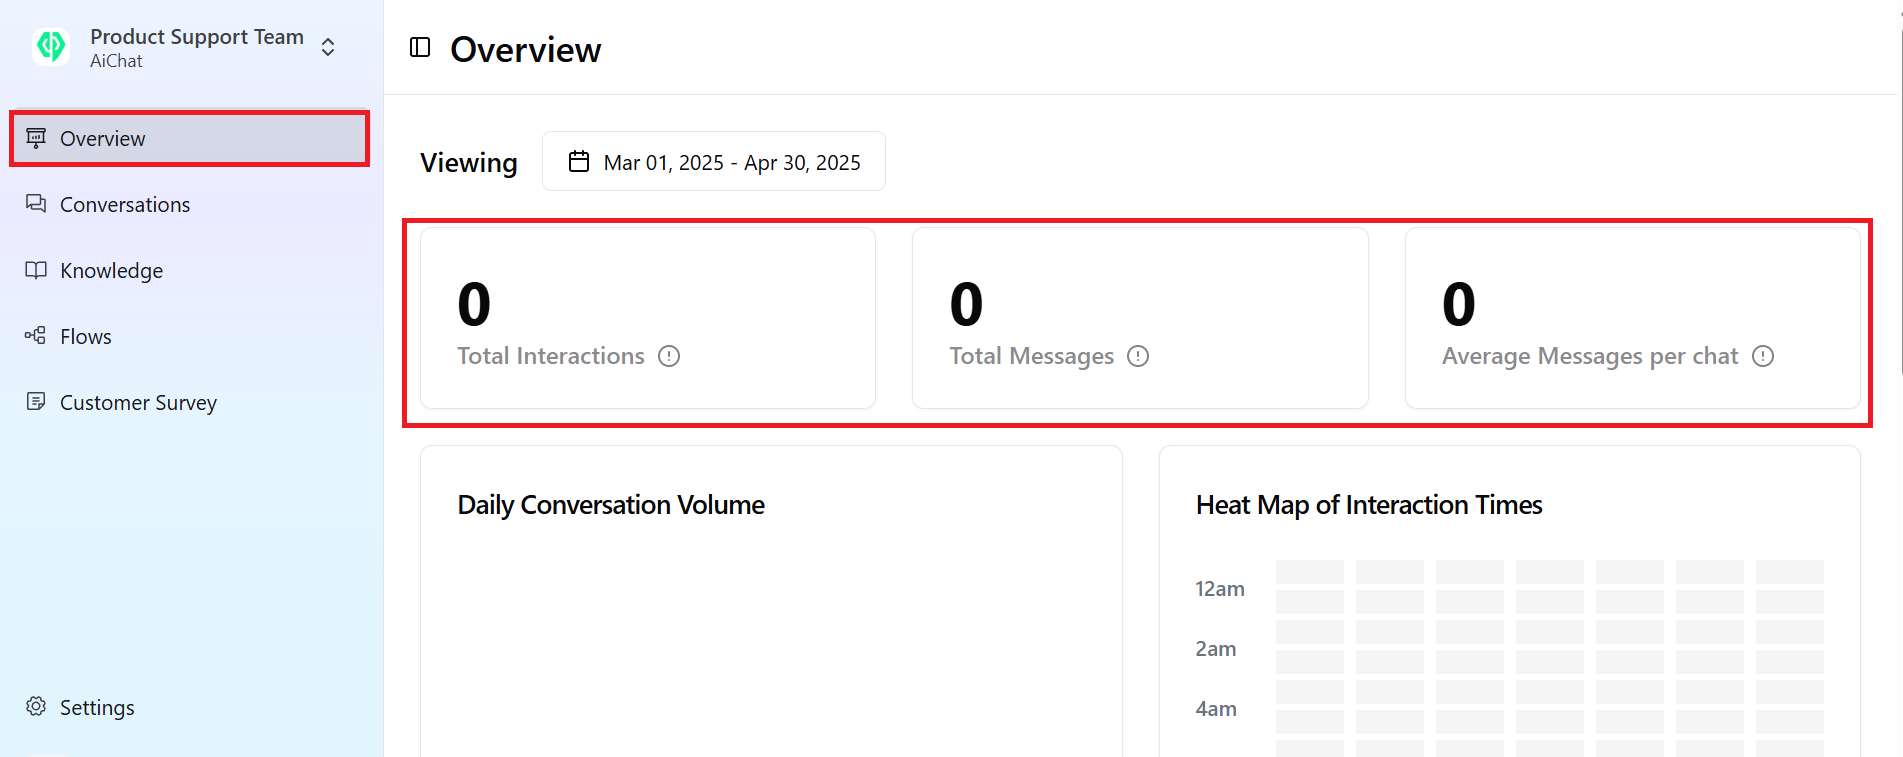 Product Support Team
AiChat
Overview
Conversations
Knowledge
Flows
Customer Survey
Settings
Overview
Viewing
Mar 01, 2025 - Apr 30, 2025
0
Total Interactions
0
Total Messages
0
Average Messages per chat
Daily Conversation Volume
Heat Map of Interaction Times
12am
2am
4am